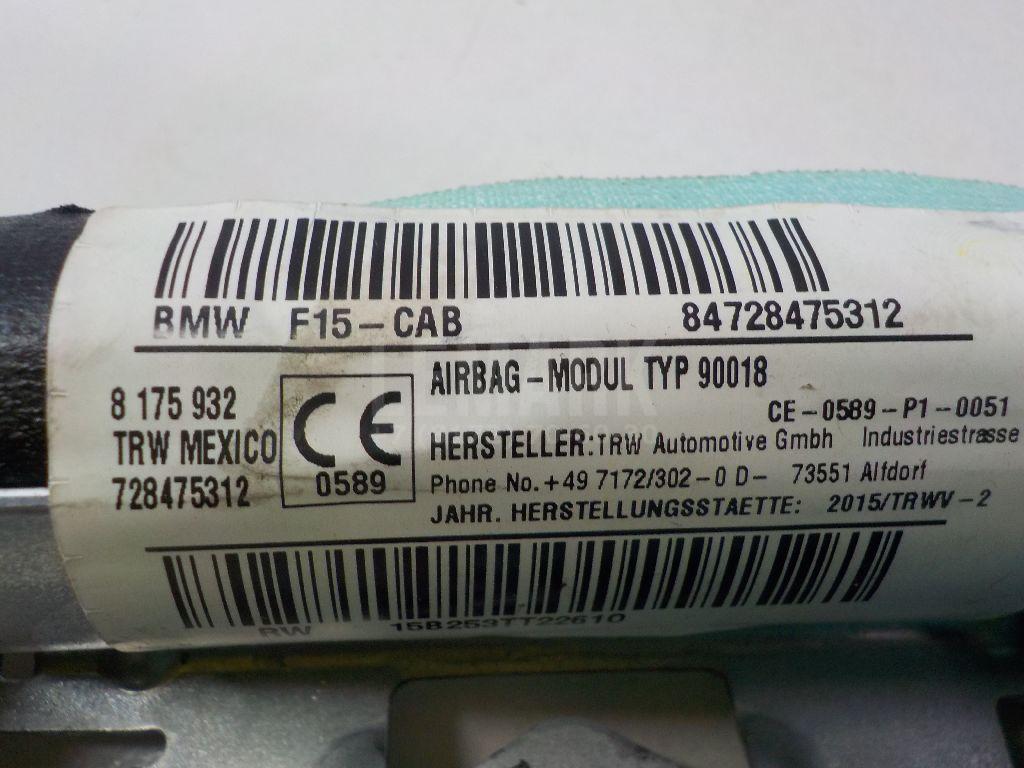 BMW F15-CAB 84728475312
AIRBAG-MODUL TYP 90018
CE-0589-P1-0051
8 175 932
TRW MEXICO
728475312
CE
0589
HERSTELLER: TRW Automotive Gmbh Industriestrasse
Phone No. +49 7172/302-0 D- 73551 Alfdorf
JAHR. HERSTELLUNGSSTAETTE: 2015/TRWV-2
RW 15B253TT22610